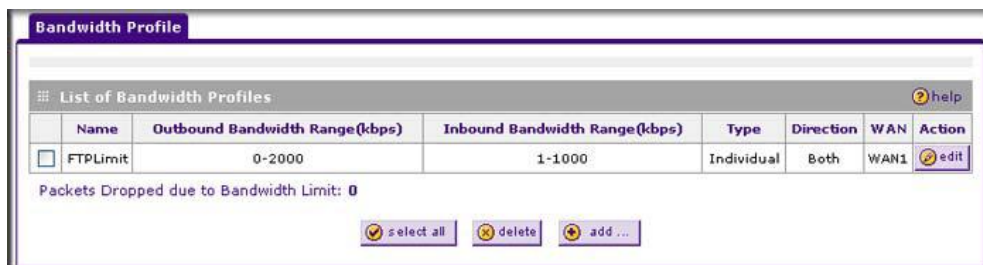 Bandwidth Profile
List of Bandwidth Profiles help
Name Outbound Bandwidth Range(kbps) Inbound Bandwidth Range(kbps) Type Direction WAN Action
FTPLimit 0-2000 1-1000 Individual Both WAN1 edit
Packets Dropped due to Bandwidth Limit: 0
select all delete add ...